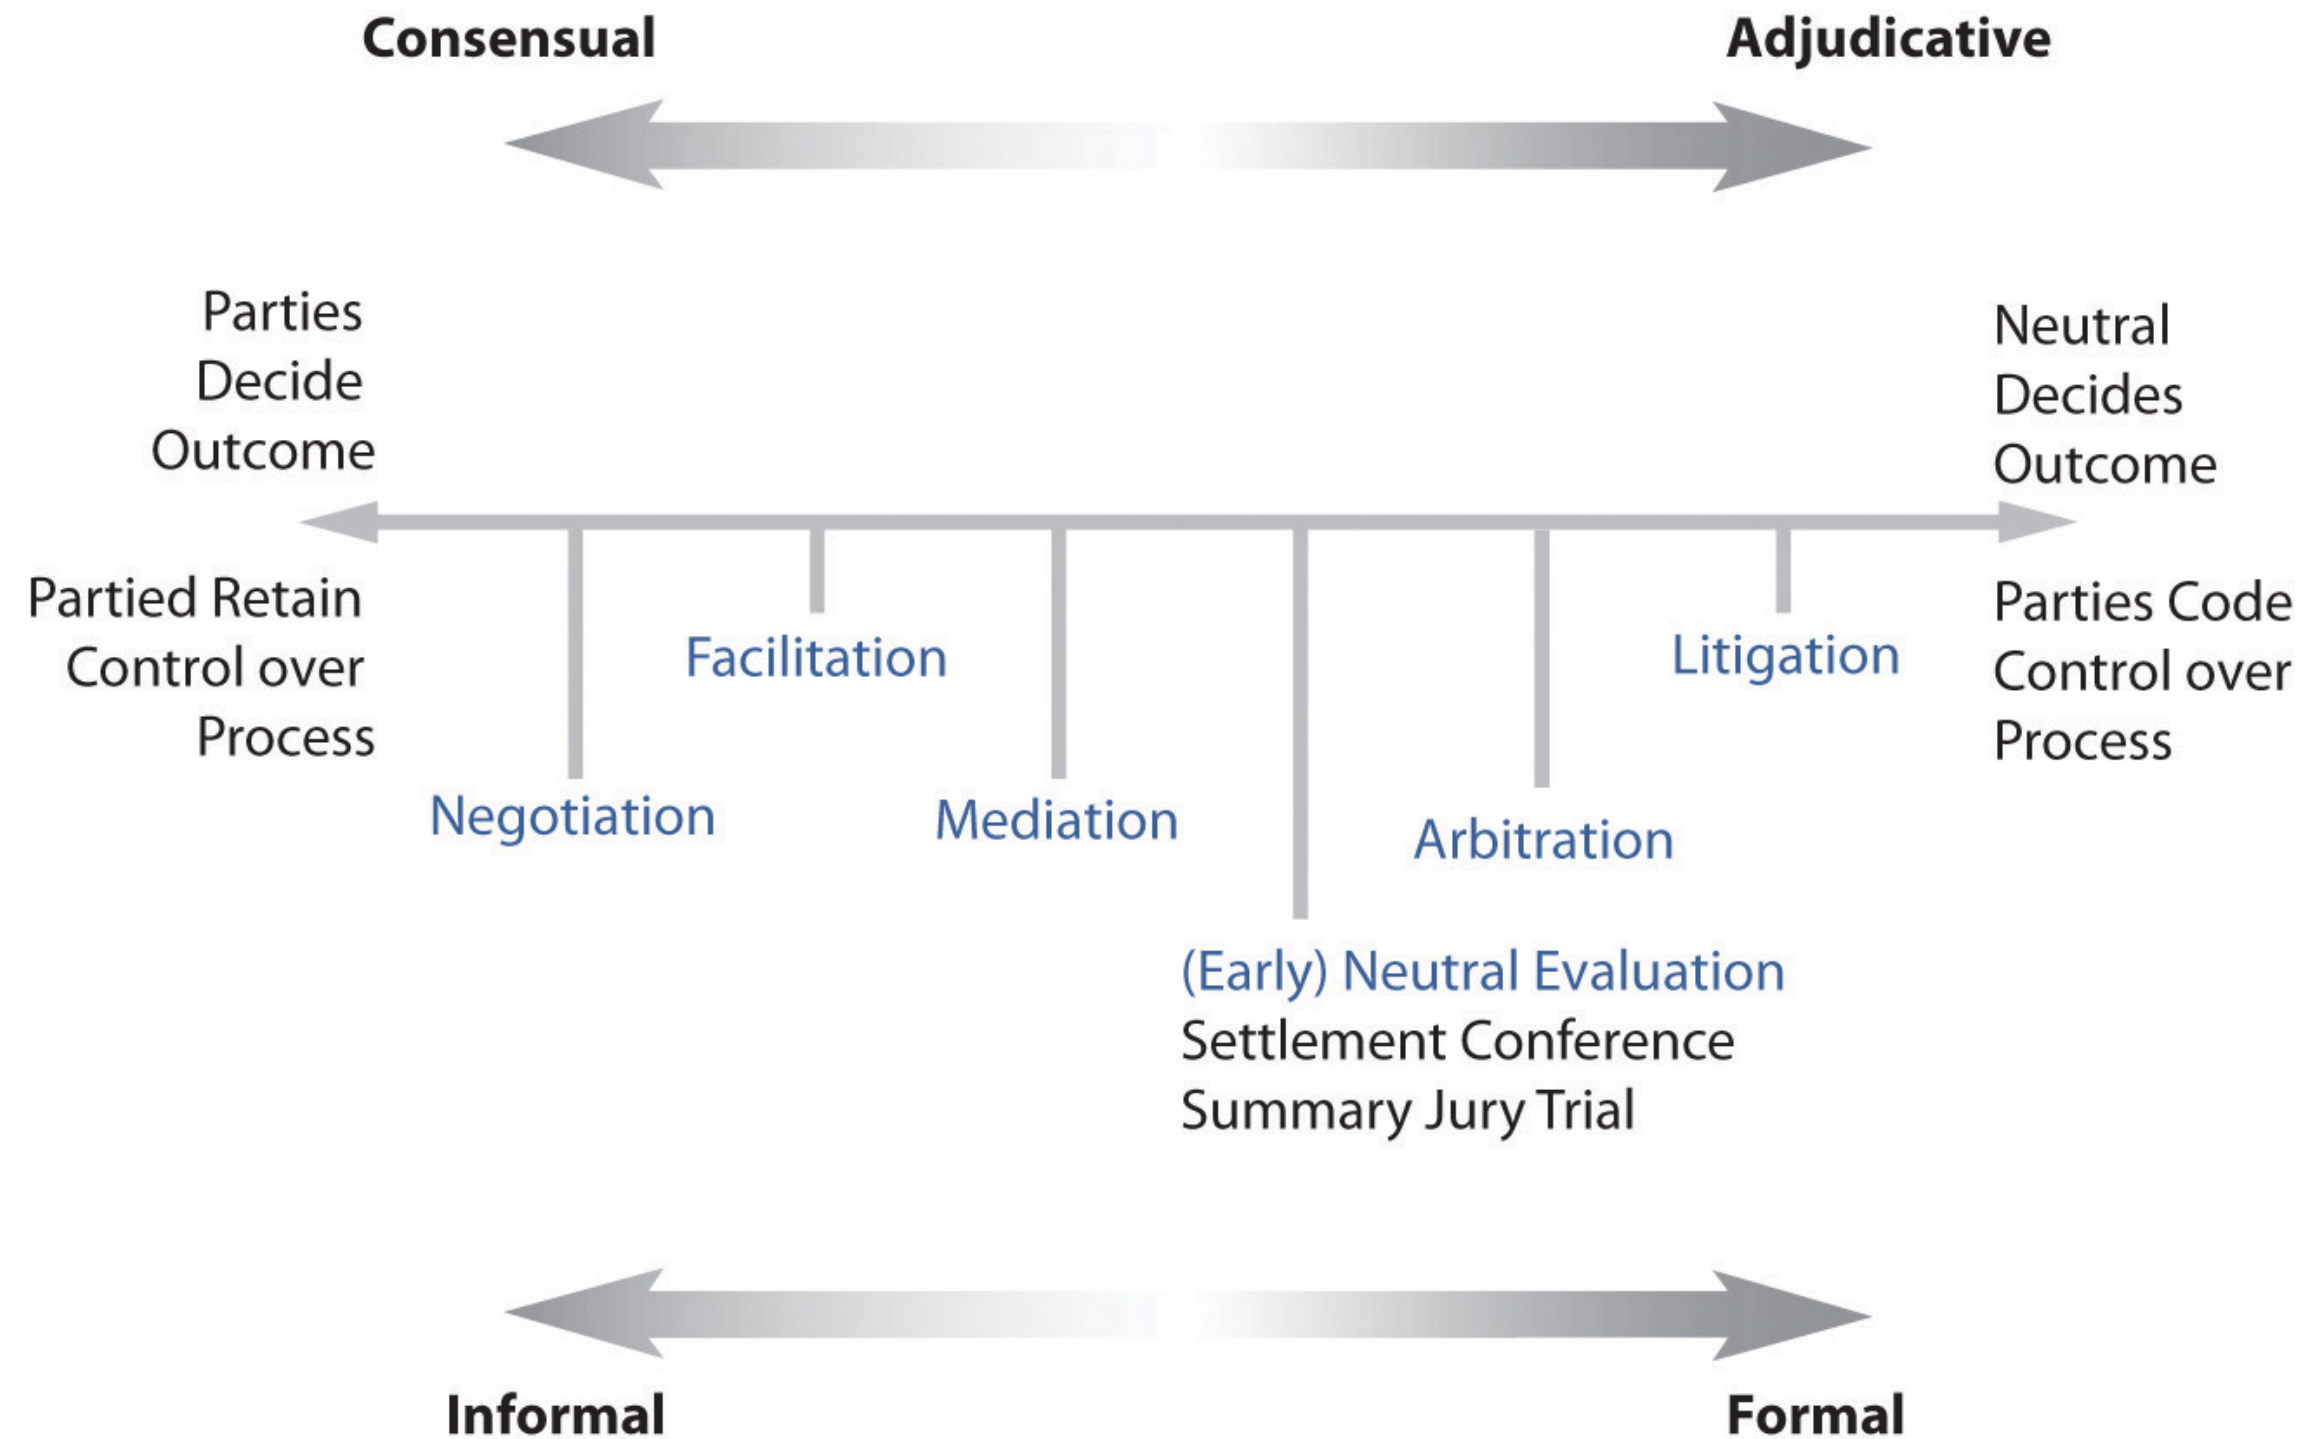 Consensual
Adjudicative
Parties
Decide
Outcome
Neutral
Decides
Outcome
Partied Retain
Control over
Process
Parties Code
Control over
Process
Facilitation
Litigation
Negotiation
Mediation
Arbitration
(Early) Neutral Evaluation
Settlement Conference
Summary Jury Trial
Informal
Formal